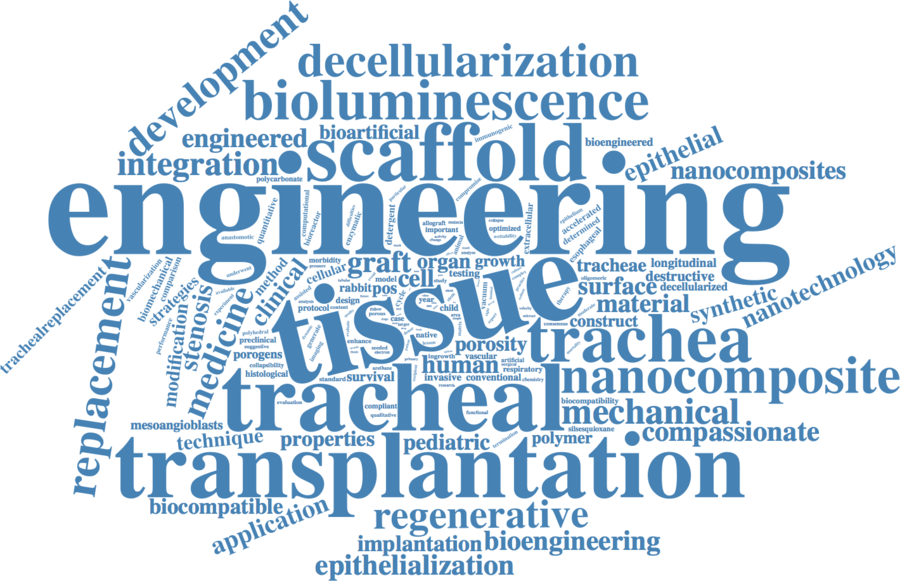 development
decellularization
bioluminescence
engineered
bioartificial
immunogenic
bioengineered
epithelial
integration
scaffold
nanocomposites
polycarbonate
engineering
quantitative
computational
bioreactor
enzymatic
detergent
allograft
important
extracellular
optimized
accelerated
determined
esophageal
anastomotic
vascularization
biomechanical
comparison
strategies
method
clinical
morbidity
cellular
graft
organ
growth
cell
testing
tracheae
longitudinal
destructive
decellularized
surface
rabbit
pos
tissue
material
synthetic
nanotechnology
trachealreplacement
replacement
modification
stenosis
medicine
protocol
design
model
year
child
case
native
construct
polyhedral
preclinical
suggestive
porogens
collapsibility
histological
enhance
porosity
trachea
vascular
ingrowth
human
artificial
respiratory
standard
survival
invasive
conventional
chemistry
nanocomposite
tracheal
evaluation
compliant
qualitative
functional
biocompatibility
mechanical
silsesquioxane
mesoangioblasts
technique
properties
pediatric
polymer
compassionate
transplantation
biocompatible
application
regenerative
implantation
bioengineering
epithelialization